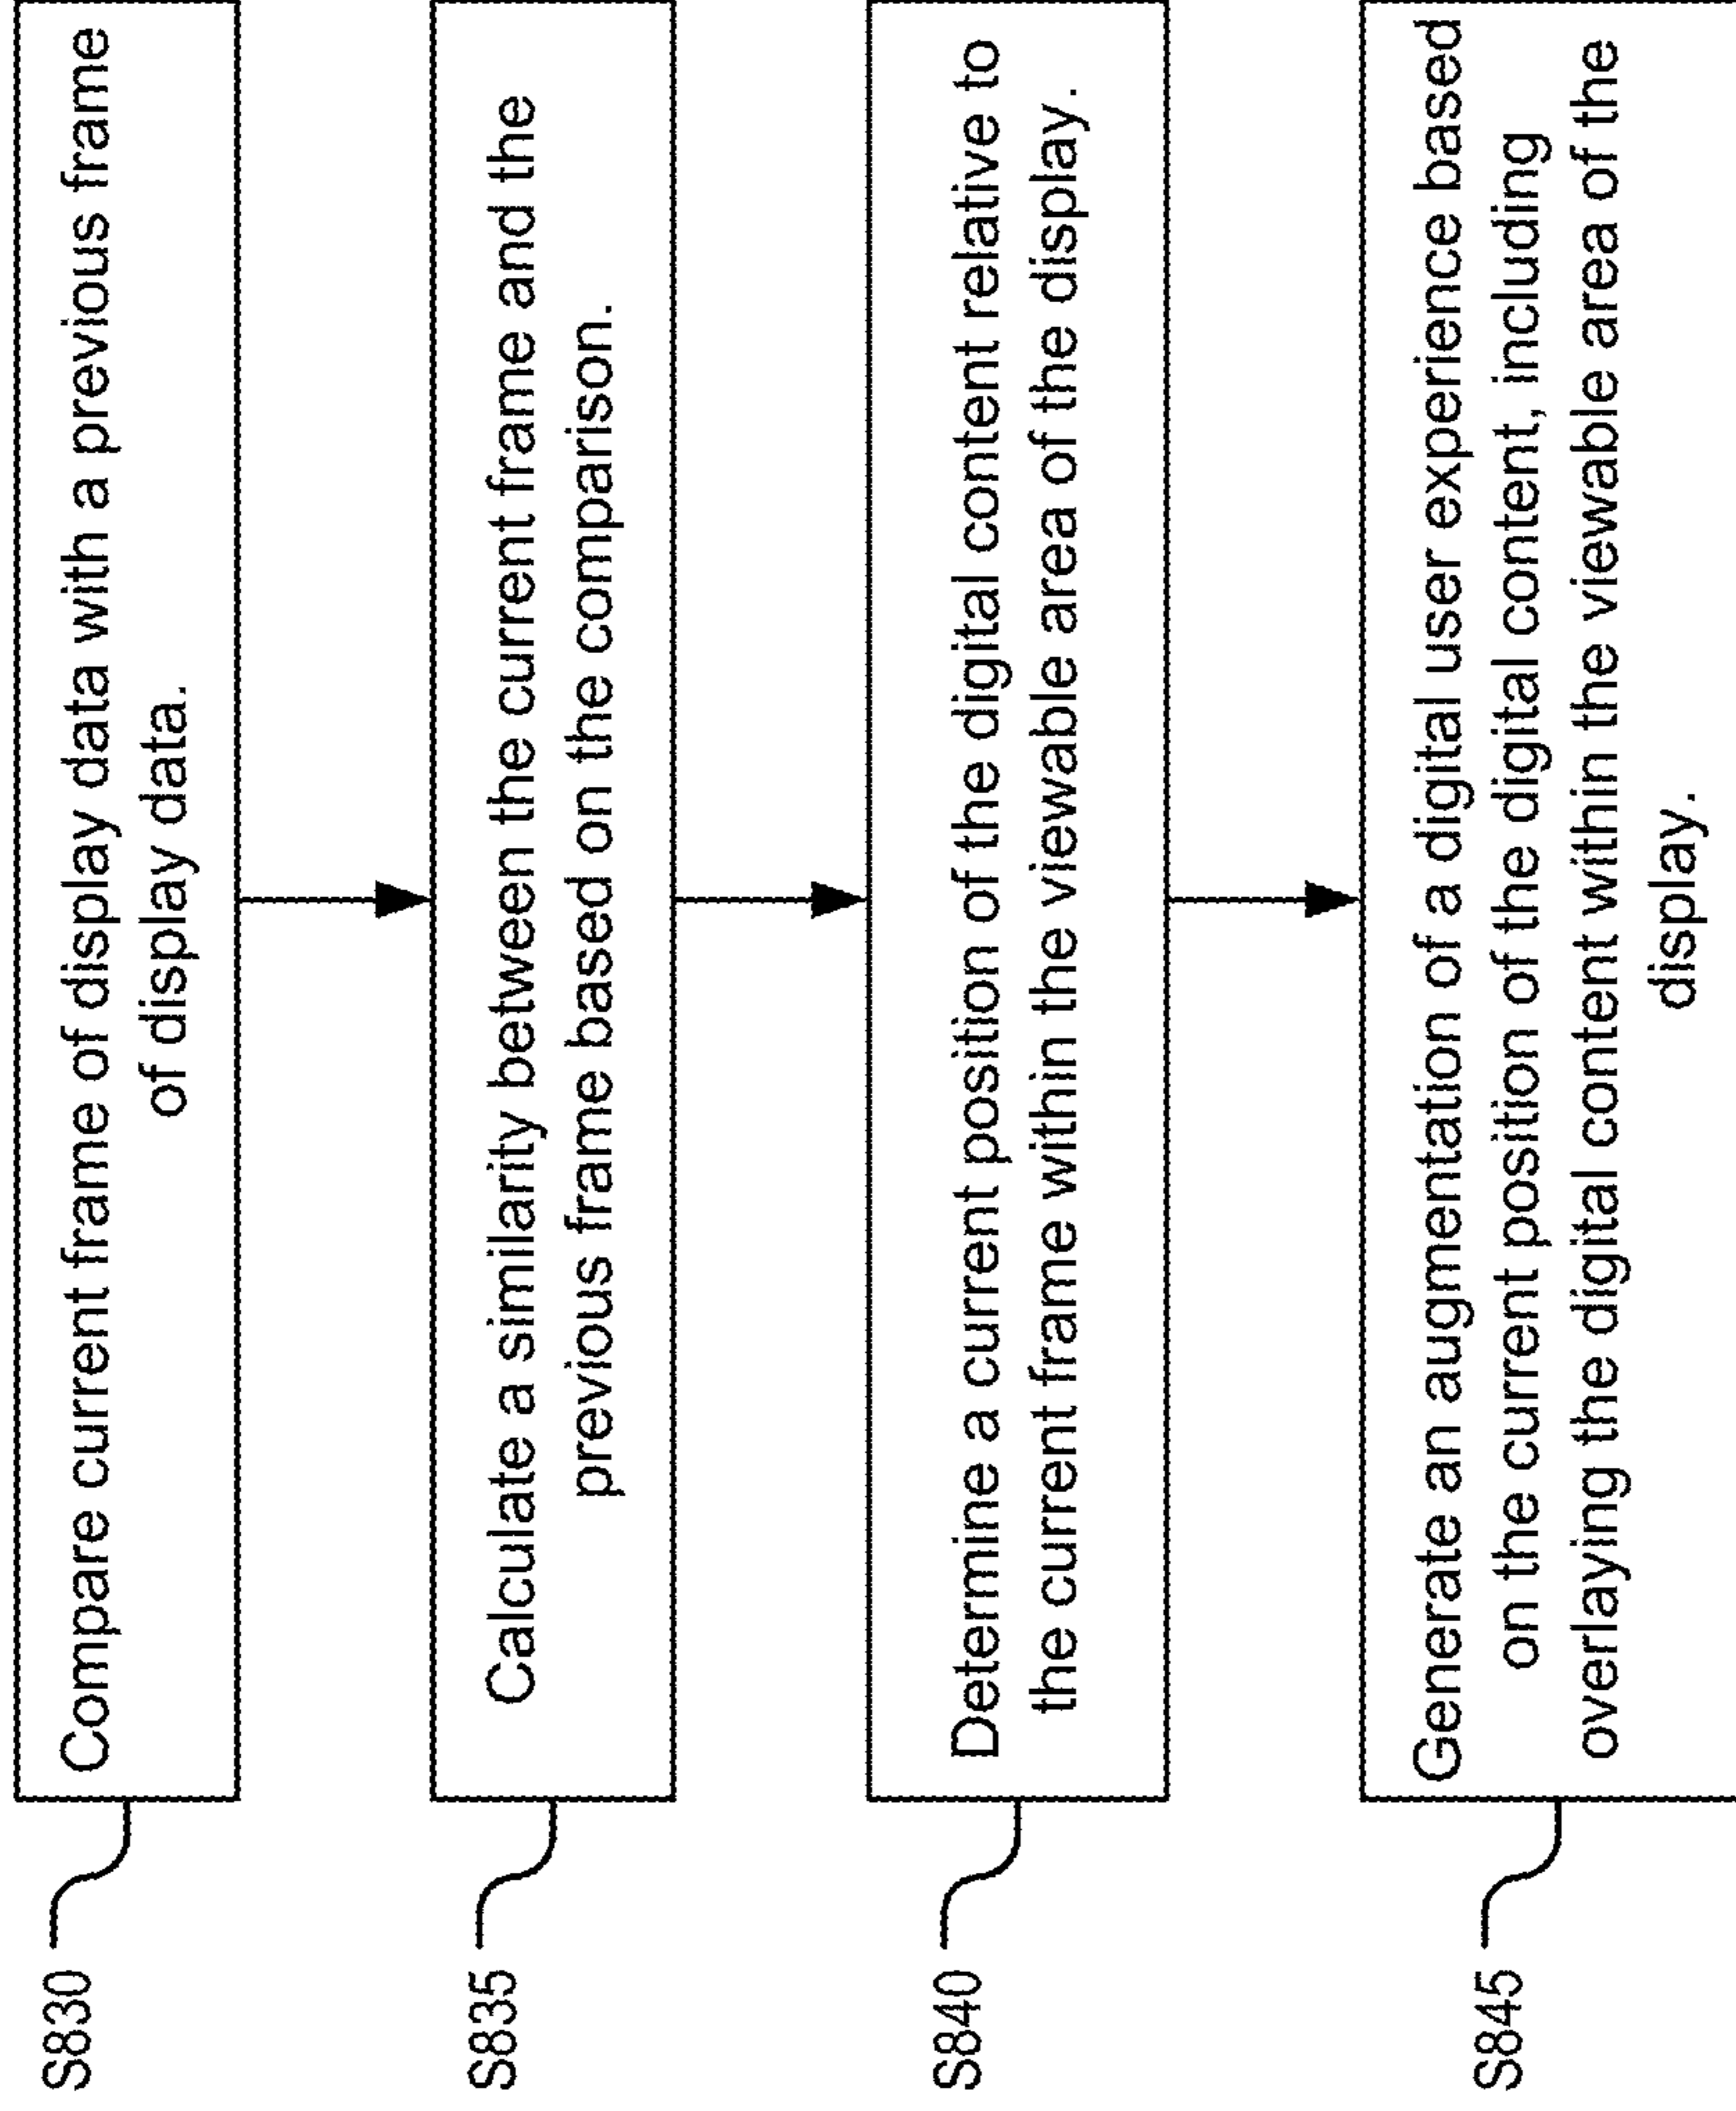 S830
Compare current frame of display data with a previous frame
of display data.
S835
Calculate a similarity between the current frame and the
previous frame based on the comparison.
S840
Determine a current position of the digital content relative to
the current frame within the viewable area of the display.
S845
Generate an augmentation of a digital user experience based
on the current position of the digital content, including
overlaying the digital content within the viewable area of the
display.